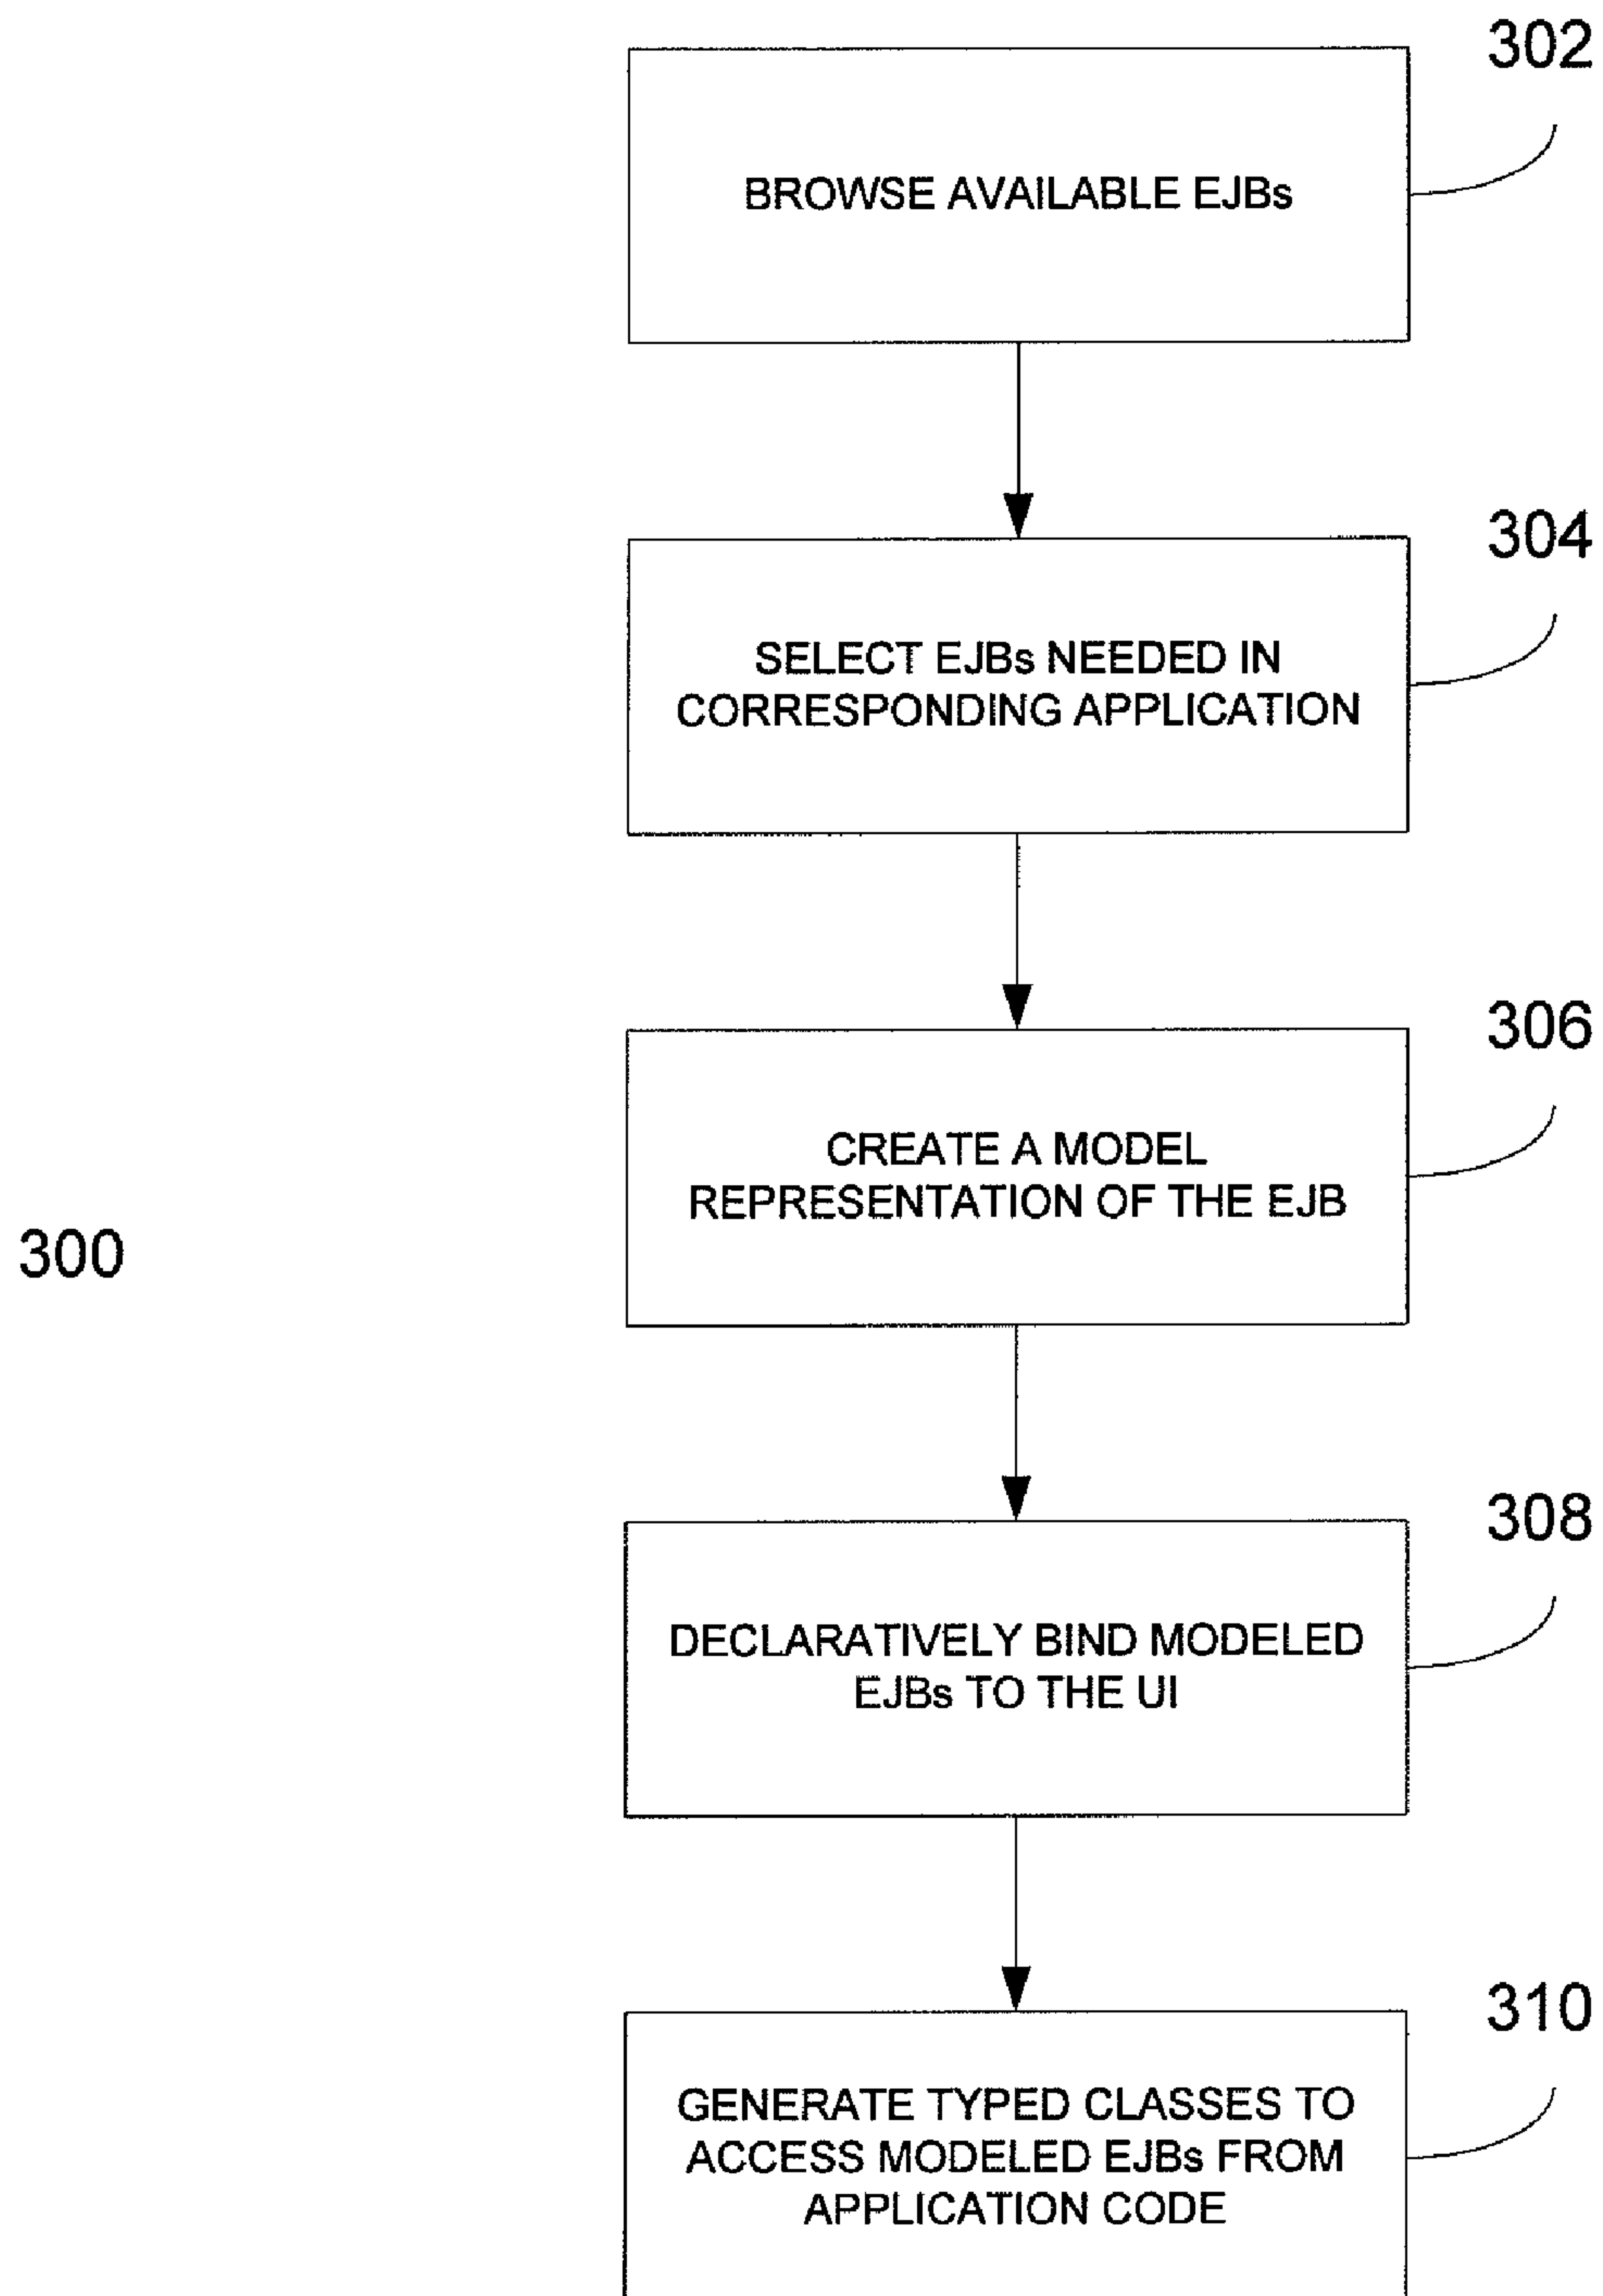 302
BROWSE AVAILABLE EJBs
304
SELECT EJBs NEEDED IN
CORRESPONDING APPLICATION
306
CREATE A MODEL
REPRESENTATION OF THE EJB
300
308
DECLARATIVELY BIND MODELED
EJBs TO THE UI
310
GENERATE TYPED CLASSES TO
ACCESS MODELED EJBs FROM
APPLICATION CODE